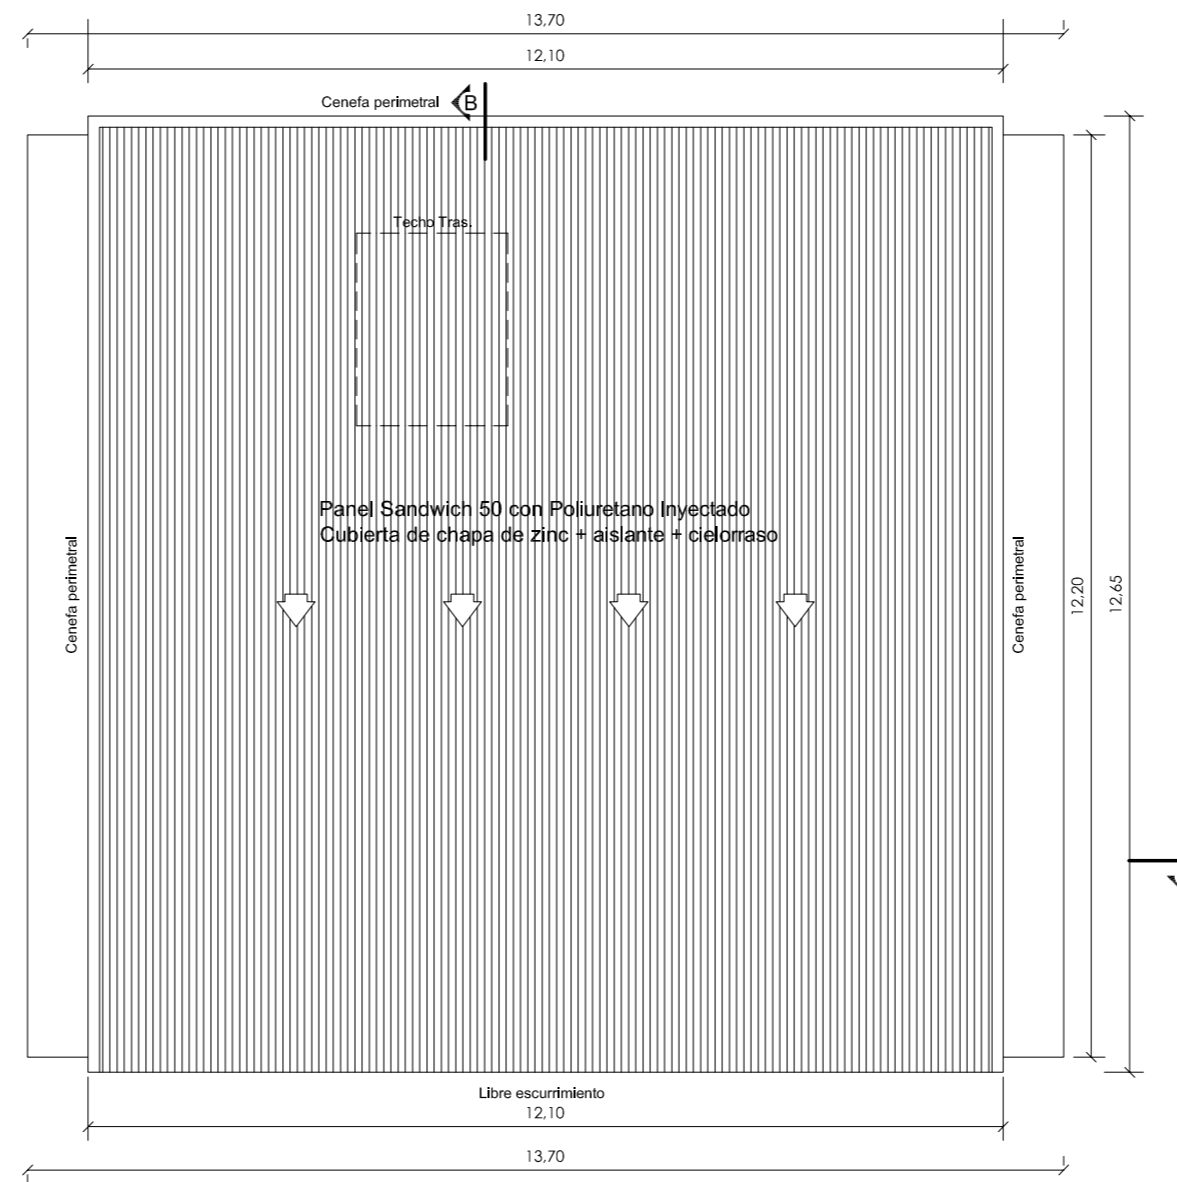 13,70
12,10
Cenefa perimetral
B
Techo Tras.
Panel Sandwich 50 con Poliuretano Inyectado
Cubierta de chapa de zinc + aislante + cielorraso
Cenefa perimetral
Cenefa perimetral
12,20
12,65
Libre escurrimiento
12,10
13,70